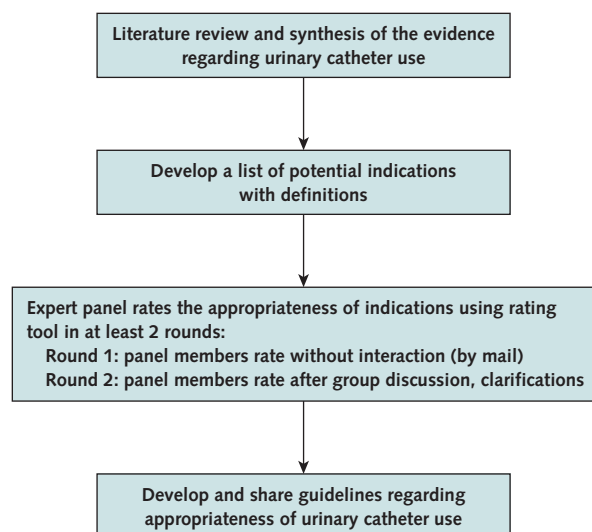 Literature review and synthesis of the evidence
regarding urinary catheter use
Develop a list of potential indications
with definitions
Expert panel rates the appropriateness of indications using rating
tool in at least 2 rounds:
Round 1: panel members rate without interaction (by mail)
Round 2: panel members rate after group discussion, clarifications
Develop and share guidelines regarding
appropriateness of urinary catheter use